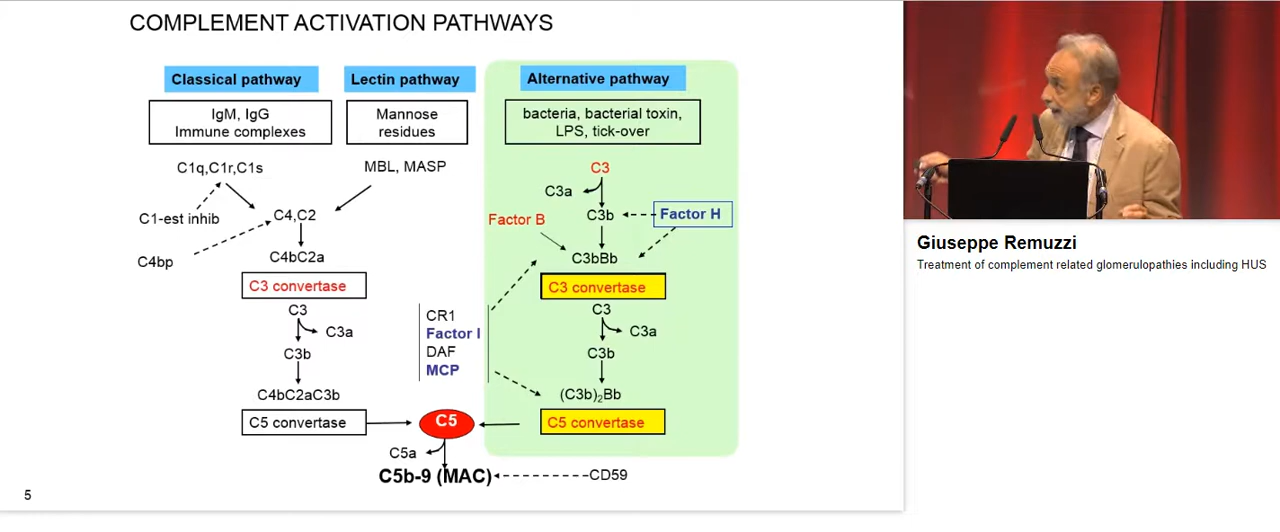 COMPLEMENT ACTIVATION PATHWAYS
Classical pathway
IgM, IgG
Immune complexes
C1q,C1r,C1s
C1-est inhib
C4,C2
C4bp
C4bC2a
C3 convertase
C3
C3a
C3b
C4bC2aC3b
C5 convertase
Lectin pathway
Mannose
residues
MBL, MASP
Alternative pathway
bacteria, bacterial toxin,
LPS, tick-over
C3
C3a
C3b
Factor H
Factor B
C3bBb
C3 convertase
C3
C3a
C3b
(C3b)2Bb
C5 convertase
CR1
Factor I
DAF
MCP
C5
C5a
C5b-9 (MAC)
CD59
5
Giuseppe Remuzzi
Treatment of complement related glomerulopathies including HUS